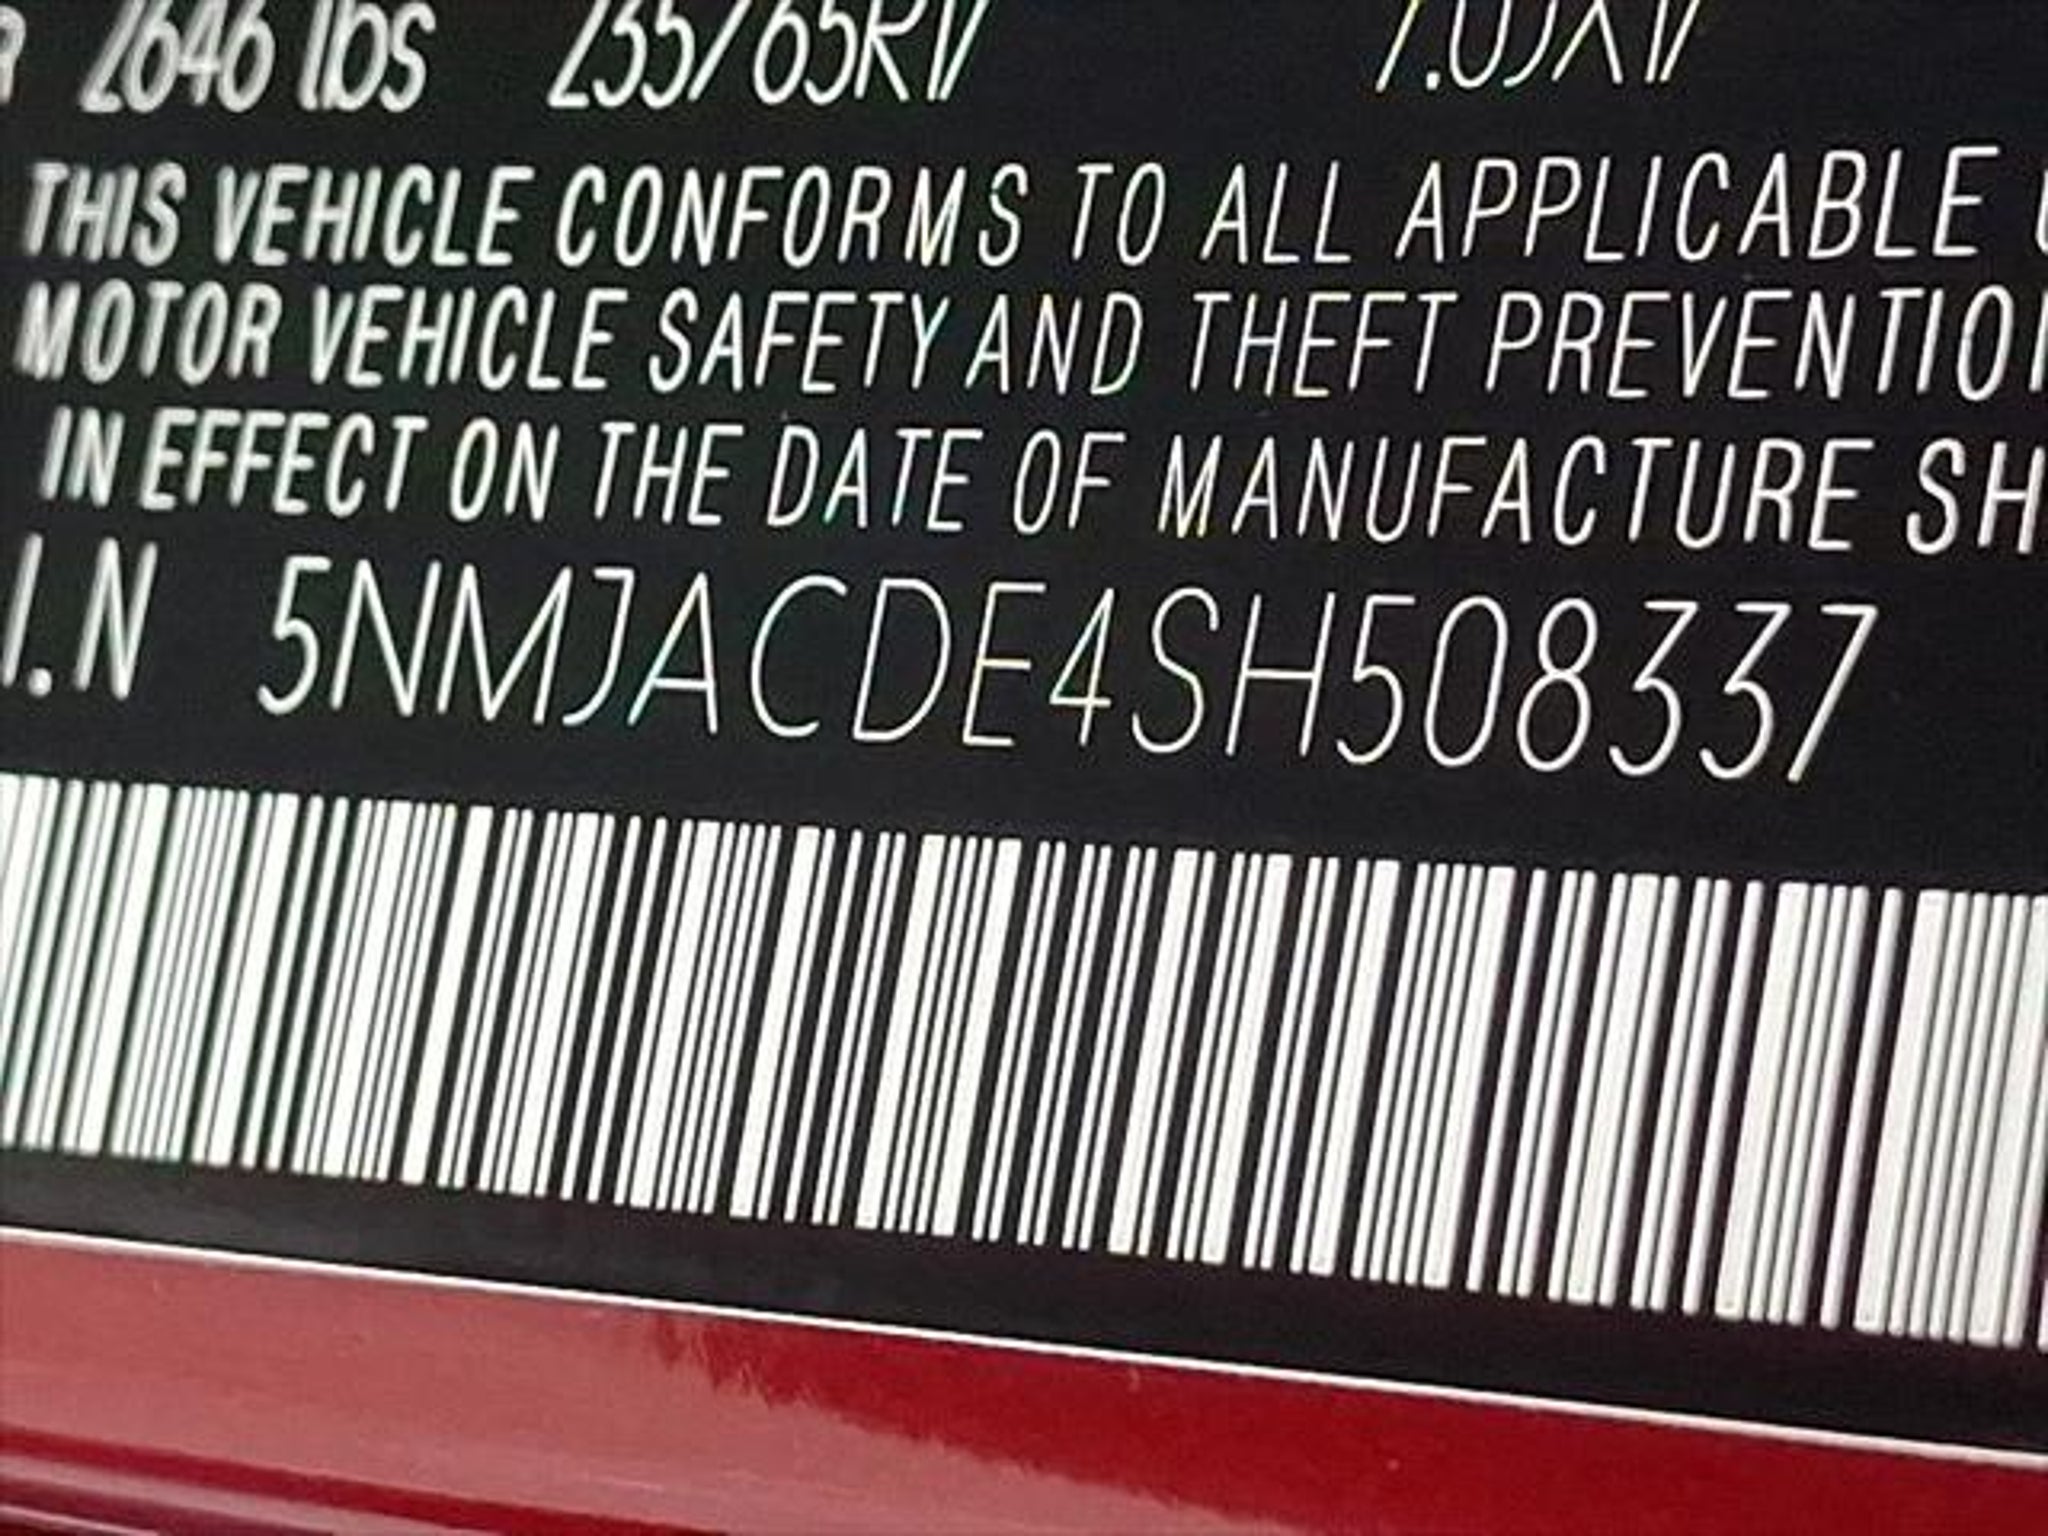 2646 lbs 235/65R17 7.0JX17
THIS VEHICLE CONFORMS TO ALL APPLICABLE
MOTOR VEHICLE SAFETY AND THEFT PREVENTION
IN EFFECT ON THE DATE OF MANUFACTURE SH
I.N 5NMJACDE4SH508337